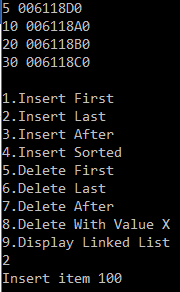 5 006118D0
10 006118A0
20 006118B0
30 006118C0
1.Insert First
2.Insert Last
3.Insert After
4.Insert Sorted
5.Delete First
6.Delete Last
7.Delete After
8.Delete With Value X
9.Display Linked List
2
Insert item 100